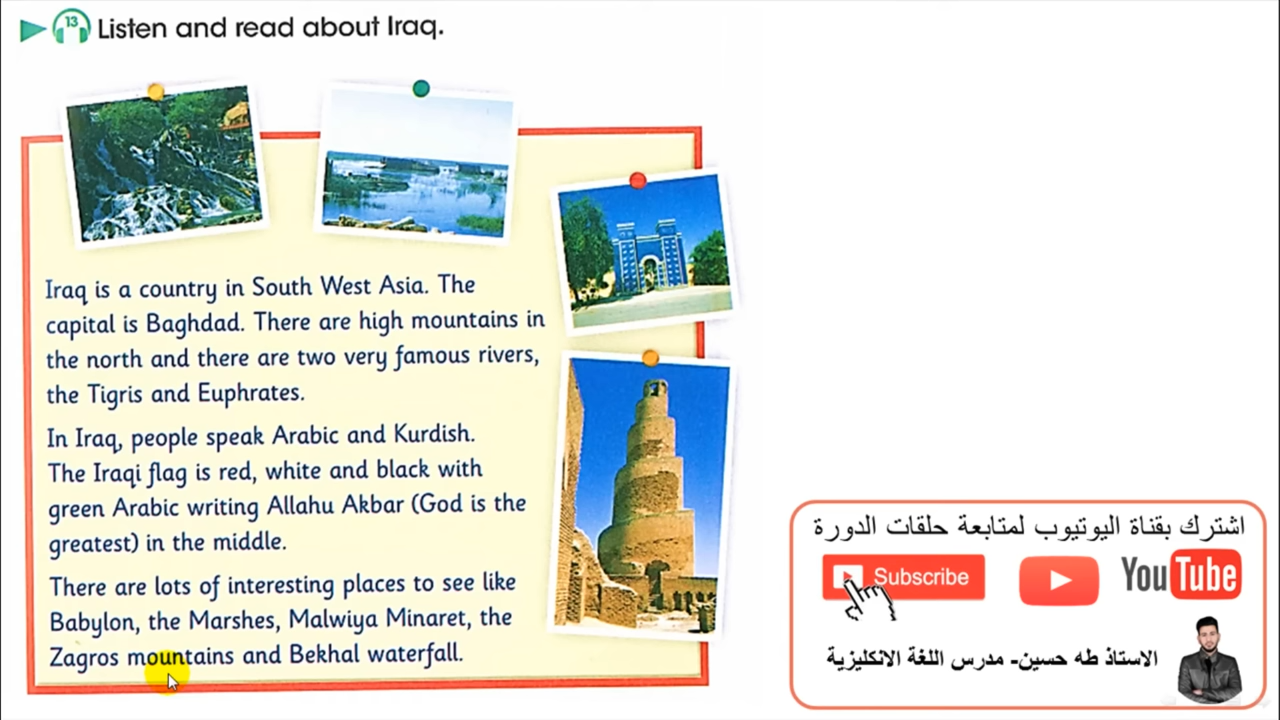 13
Listen and read about Iraq.
Iraq is a country in South West Asia. The
capital is Baghdad. There are high mountains in
the north and there are two very famous rivers,
the Tigris and Euphrates.
In Iraq, people speak Arabic and Kurdish.
The Iraqi flag is red, white and black with
green Arabic writing Allahu Akbar (God is the
greatest) in the middle.
There are lots of interesting places to see like
Babylon, the Marshes, Malwiya Minaret, the
Zagros mountains and Bekhal waterfall.
اشترك بقناة اليوتيوب لمتابعة حلقات الدورة
Subscribe
YouTube
الاستاذ طه حسين- مدرس اللغة الانكليزية